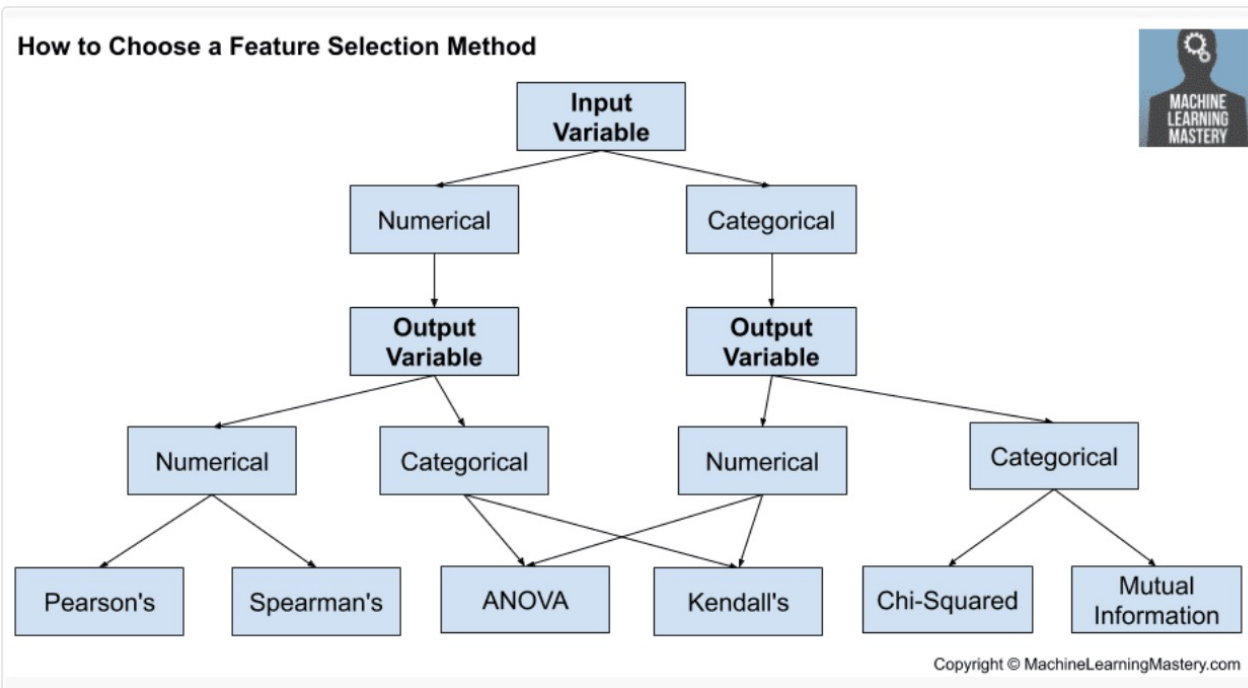 How to Choose a Feature Selection Method
MACHINE
LEARNING
MASTERY
Input
Variable
Numerical
Categorical
Output
Variable
Output
Variable
Numerical
Categorical
Numerical
Categorical
Pearson's
Spearman's
ANOVA
Kendall's
Chi-Squared
Mutual
Information
Copyright © MachineLearningMastery.com